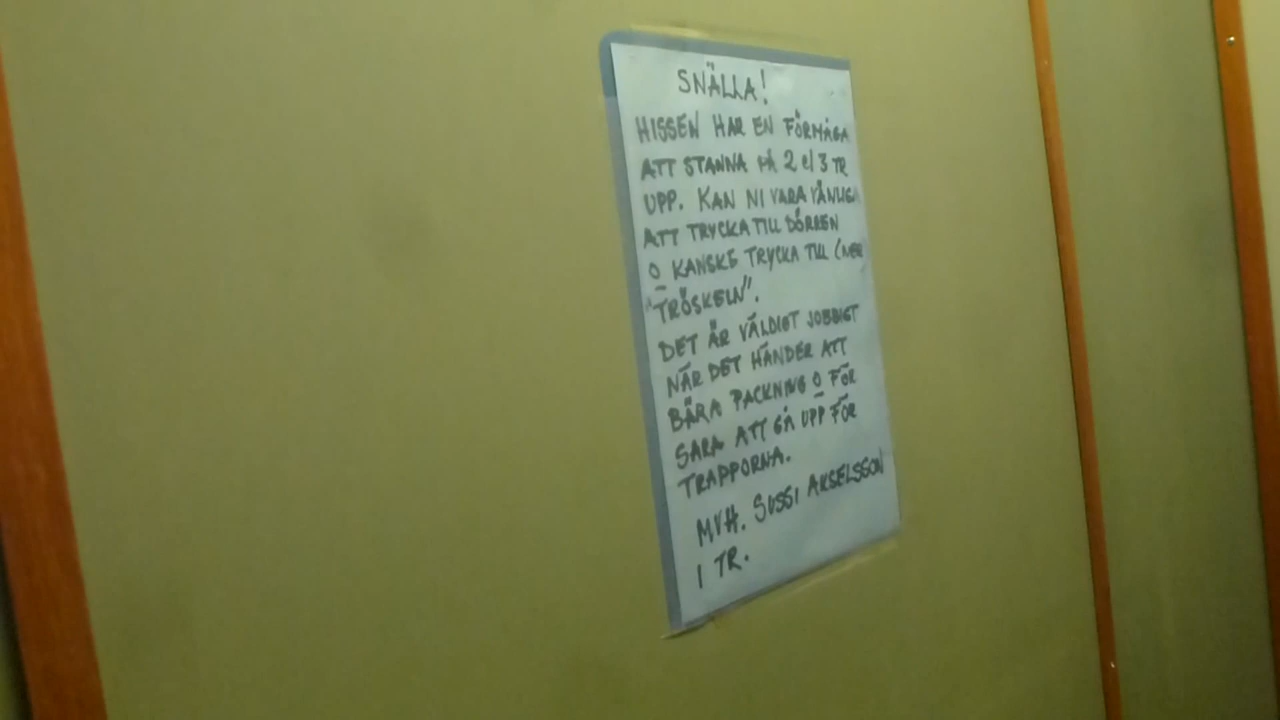 SNÄLLA!
HISSEN HAR EN FÖRMÅGA
ATT STANNA PÅ 2 el 3 TR
UPP. KAN NI VARA VÄNLIGA
ATT TRYCKA TILL DÖRREN
O KANSKE TRYCKA TILL (NER
"TRÖSKELN".
DET ÄR VÄLDIGT JOBBIGT
NÄR DET HÄNDER ATT
BÄRA PACKNING O FÖR
SARA ATT GÅ UPP FÖR
TRAPPORNA.
MVH. SUSSI AKSELSSON
1 TR.